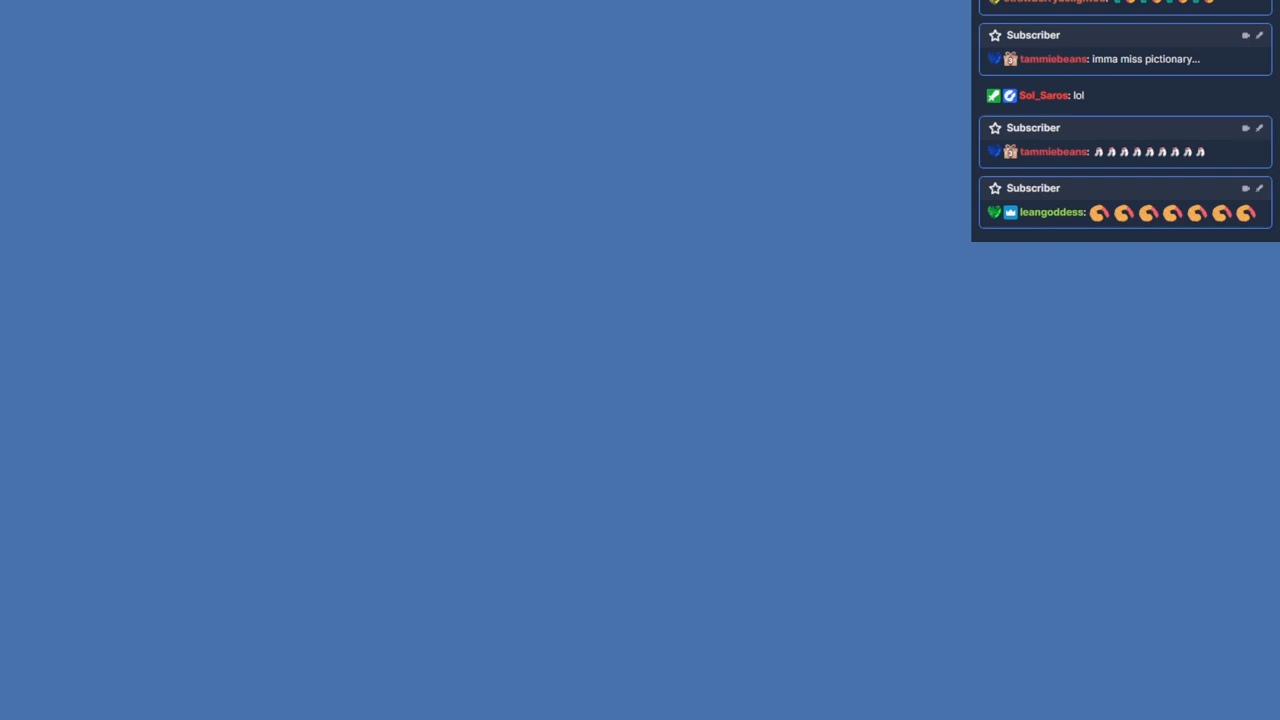 Subscriber
tammiebeans: imma miss pictionary...
Sol_Saros: lol
Subscriber
tammiebeans:
Subscriber
leangoddess: